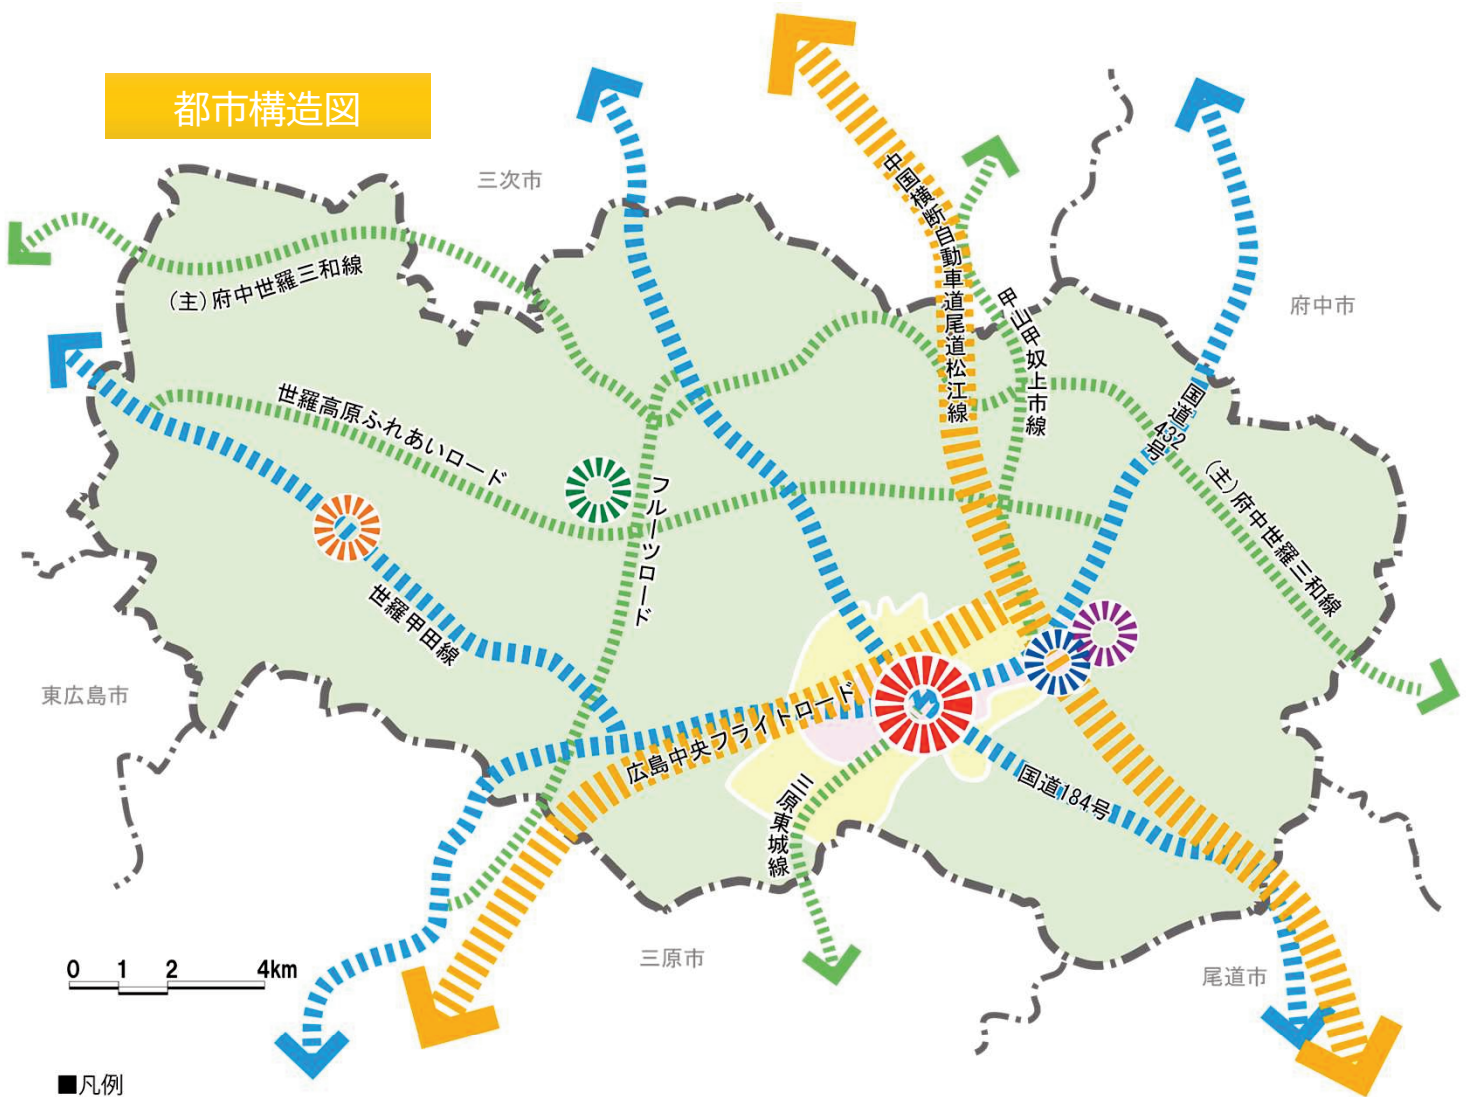 都市構造図
三次市
中国横断自動車道尾道松江線
(主)府中世羅三和線
甲山甲奴上市線
府中市
世羅高原ふれあいロード
国道432号
(主)府中世羅三和線
フルーツロード
世羅甲田線
東広島市
広島中央フライトロード
国道184号
三原東城線
三原市
尾道市
0 1 2 4km
■凡例